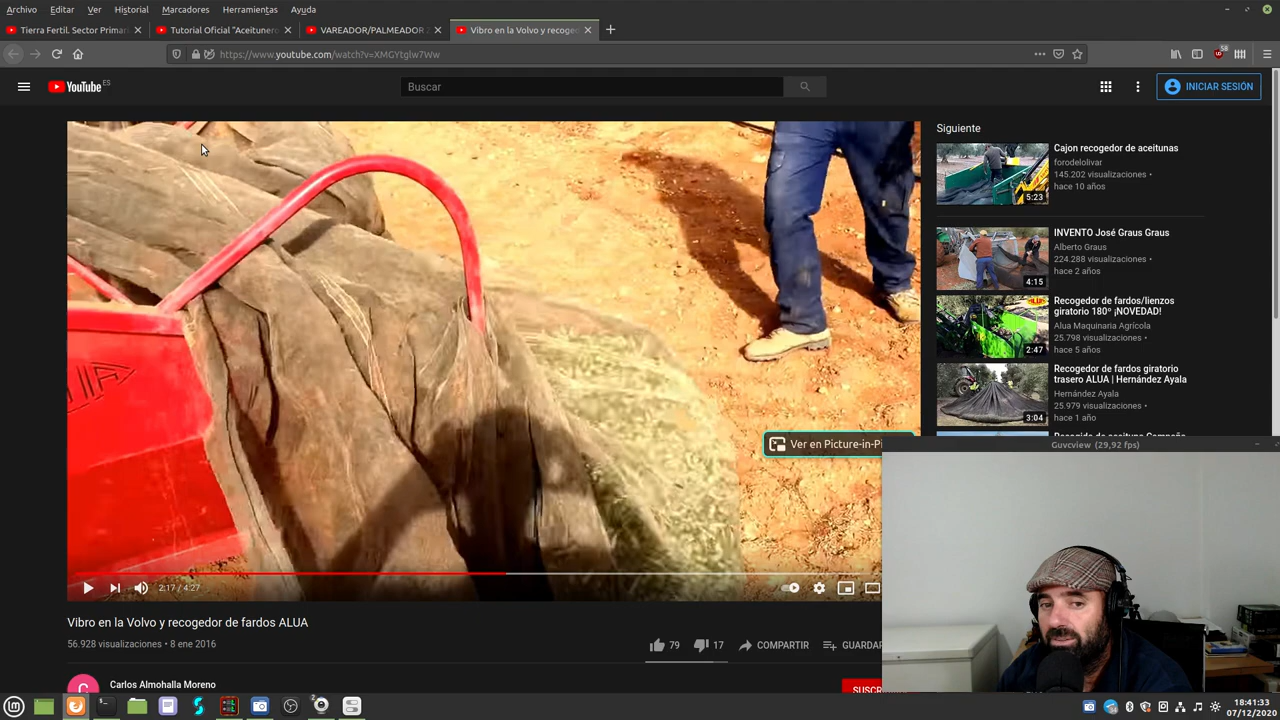 Archivo Editar Ver Historial Marcadores Herramientas Ayuda
Tierra Fertil. Sector Primar
Tutorial Oficial "Aceitunero
VAREADOR/PALMEADOR
Vibro en la Volvo y recoge
https://www.youtube.com/watch?v=XMGYtglw7Ww
58
YouTube ES
Buscar
INICIAR SESIÓN
Siguiente
Cajon recogedor de aceitunas
forodelolivar
145.202 visualizaciones •
hace 10 años
5:23
INVENTO José Graus Graus
Alberto Graus
224.288 visualizaciones •
hace 2 años
4:15
Recogedor de fardos/lienzos
giratorio 180º ¡NOVEDAD!
Alua Maquinaria Agrícola
25.798 visualizaciones •
hace 5 años
2:47
Recogedor de fardos giratorio
trasero ALUA | Hernández Ayala
Hernández Ayala
25.979 visualizaciones •
hace 1 año
3:04
Ver en Picture-in-Pi
Guvcview (29,92 fps)
2:17 / 4:27
Vibro en la Volvo y recogedor de fardos ALUA
56.928 visualizaciones • 8 ene 2016
79 17 COMPARTIR GUARDAR
C
Carlos Almohalla Moreno
SUSC
18:41:33
07/12/2020